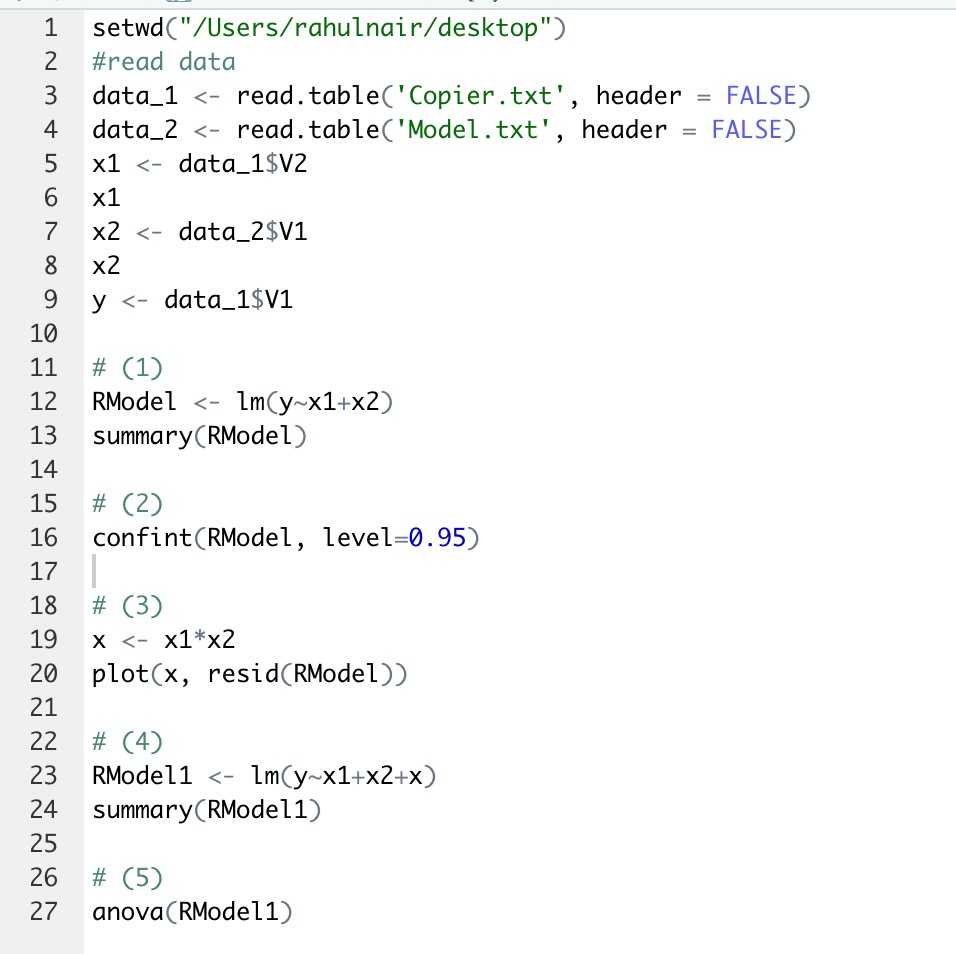 1 setwd("/Users/rahulnair/desktop")
2 #read data
3 data_1 <- read.table('Copier.txt', header = FALSE)
4 data_2 <- read.table('Model.txt', header = FALSE)
5 x1 <- data_1$V2
6 x1
7 x2 <- data_2$V1
8 x2
9 y <- data_1$V1
10
11 # (1)
12 RModel <- lm(y~x1+x2)
13 summary(RModel)
14
15 # (2)
16 confint(RModel, level=0.95)
17
18 # (3)
19 x <- x1*x2
20 plot(x, resid(RModel))
21
22 # (4)
23 RModel1 <- lm(y~x1+x2+x)
24 summary(RModel1)
25
26 # (5)
27 anova(RModel1)